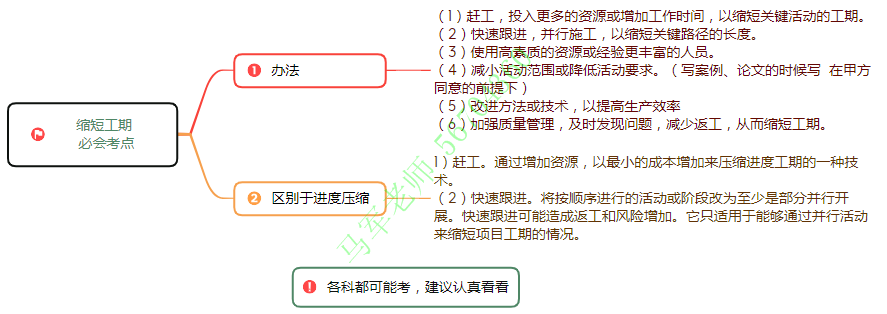 缩短工期
必会考点
1 办法
(1)赶工，投入更多的资源或增加工作时间，以缩短关键活动的工期。
(2)快速跟进，并行施工，以缩短关键路径的长度。
(3)使用高素质的资源或经验更丰富的人员。
(4)减小活动范围或降低活动要求。（写案例、论文的时候写 在甲方
同意的前提下）
(5)改进方法或技术，以提高生产效率
(6)加强质量管理，及时发现问题，减少返工，从而缩短工期。
2 区别于进度压缩
1）赶工。通过增加资源，以最小的成本增加来压缩进度工期的一种技
术。
(2)快速跟进。将按顺序进行的活动或阶段改为至少是部分并行开
展。快速跟进可能造成返工和风险增加。它只适用于能够通过并行活动
来缩短项目工期的情况。
! 各科都可能考，建议认真看看
马军老师